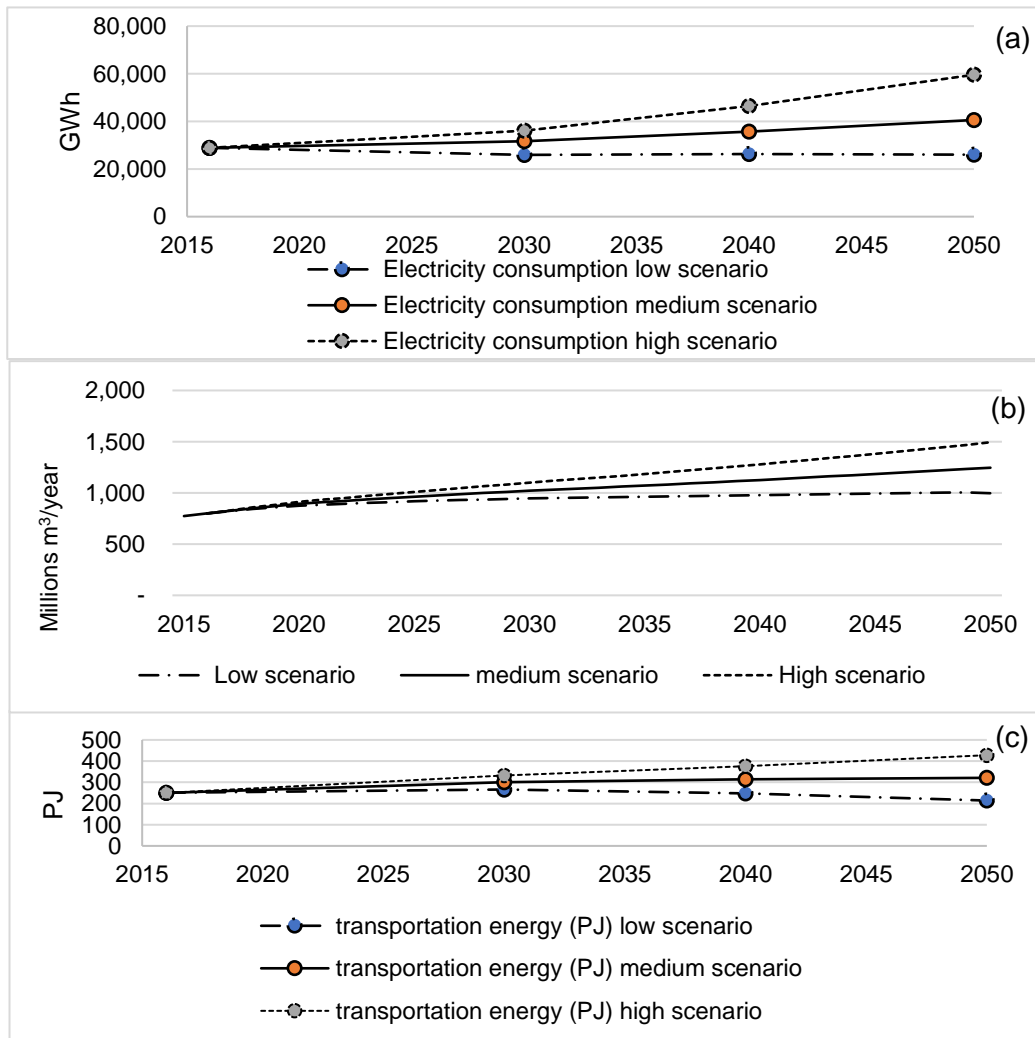 (a)
GWh
80,000
60,000
40,000
20,000
0
2015 2020 2025 2030 2035 2040 2045 2050
Electricity consumption low scenario
Electricity consumption medium scenario
Electricity consumption high scenario
(b)
Millions m³/year
2,000
1,500
1,000
500
-
2015 2020 2025 2030 2035 2040 2045 2050
Low scenario medium scenario High scenario
(c)
PJ
500
400
300
200
100
0
2015 2020 2025 2030 2035 2040 2045 2050
transportation energy (PJ) low scenario
transportation energy (PJ) medium scenario
transportation energy (PJ) high scenario